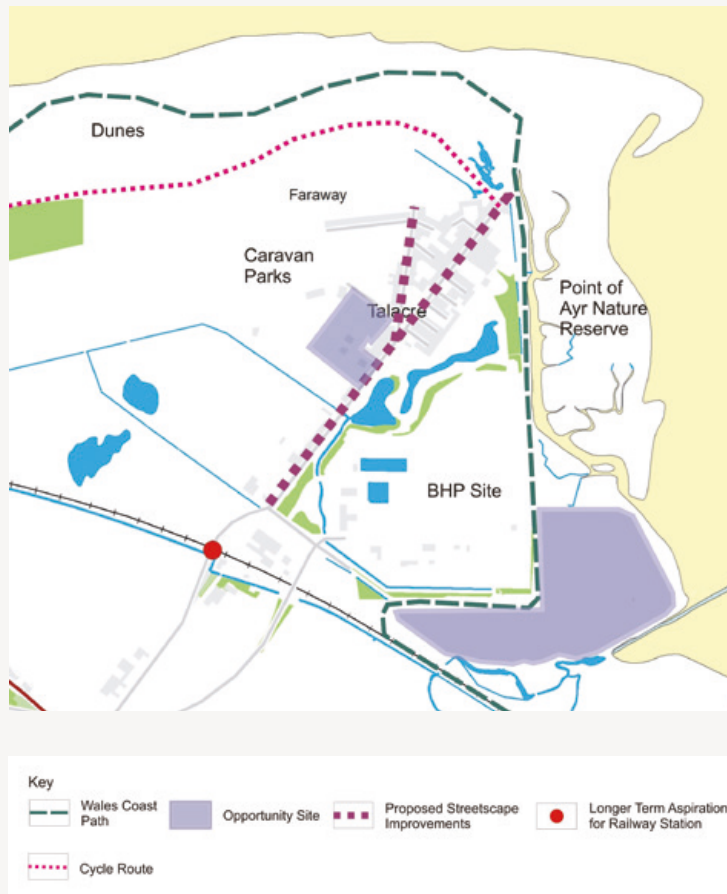 Dunes
Faraway
Caravan
Parks
Talacre
Point of
Ayr Nature
Reserve
BHP Site
Key
Wales Coast
Path
Opportunity Site
Proposed Streetscape
Improvements
Longer Term Aspiration
for Railway Station
Cycle Route